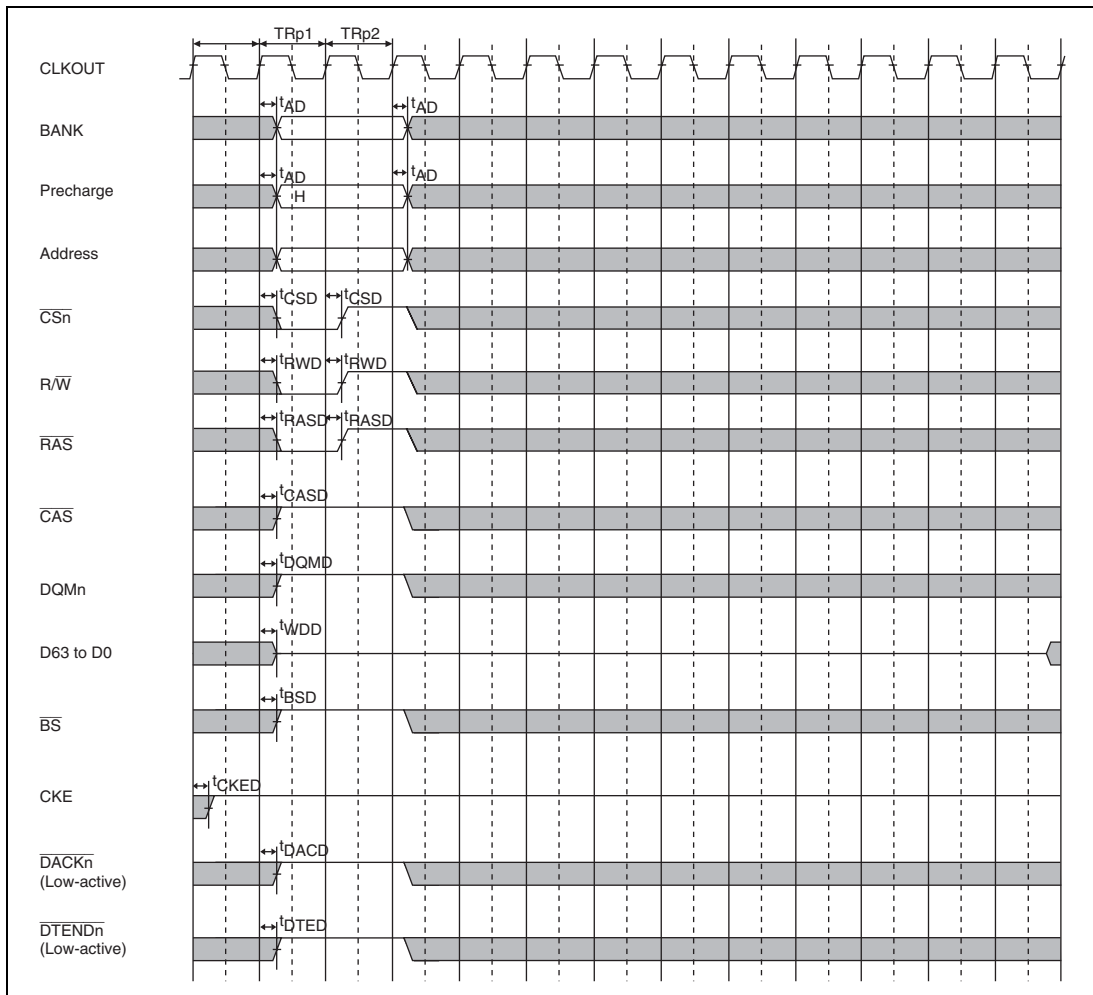 TRp1 TRp2
CLKOUT
tAD tAD
BANK
tAD tAD
Precharge H
Address
tCSD tCSD
CSn
tRWD tRWD
R/W
tRASD tRASD
RAS
tCASD
CAS
tDQMD
DQMn
tWDD
D63 to D0
tBSD
BS
tCKED
CKE
tDACD
DACKn
(Low-active)
tDTED
DTENDn
(Low-active)